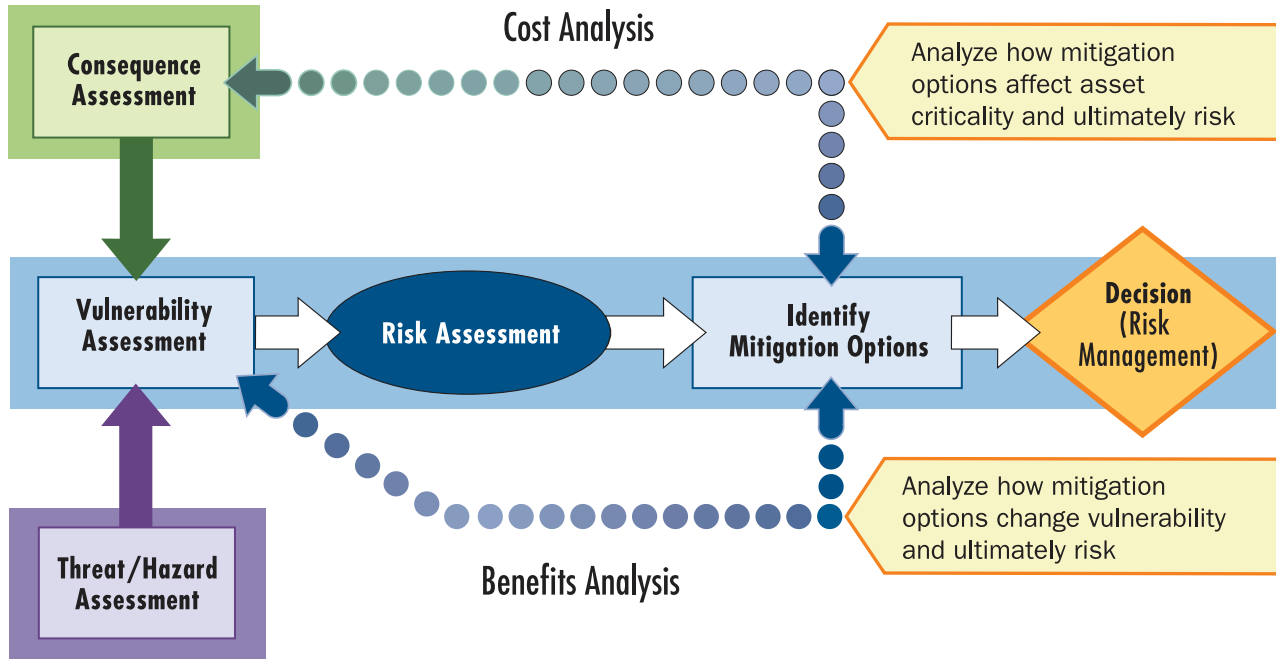 Cost Analysis
Consequence
Assessment
Analyze how mitigation
options affect asset
criticality and ultimately risk
Vulnerability
Assessment
Risk Assessment
Identify
Mitigation Options
Decision
(Risk
Management)
Threat/Hazard
Assessment
Benefits Analysis
Analyze how mitigation
options change vulnerability
and ultimately risk